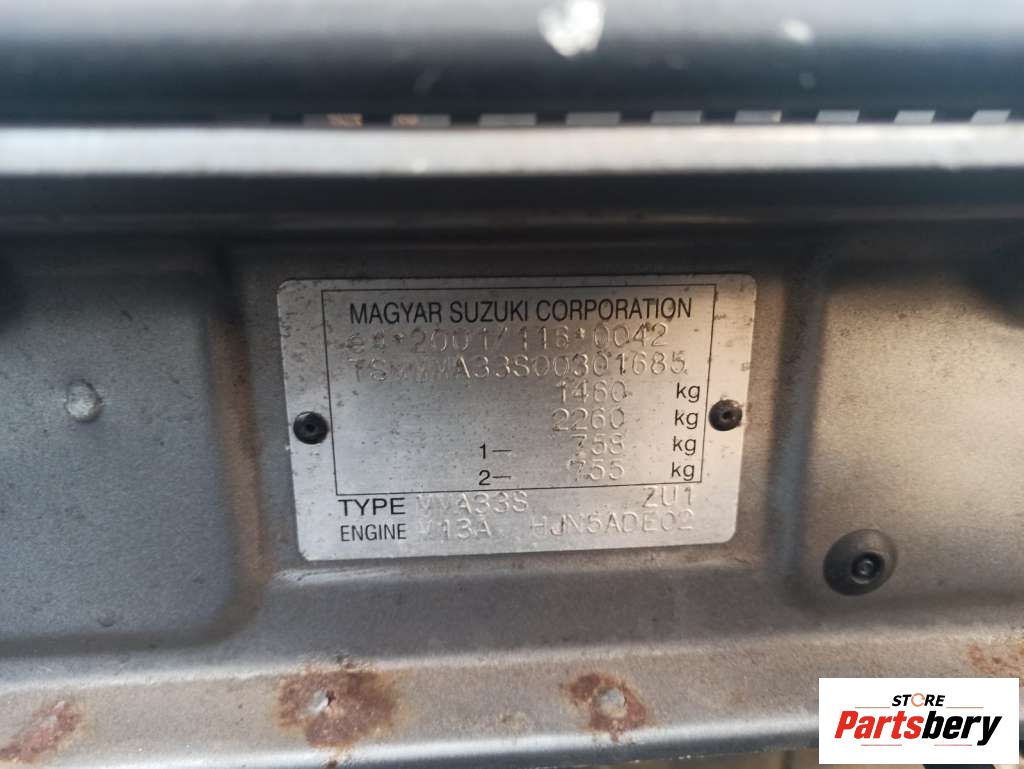 MAGYAR SUZUKI CORPORATION
e4*2001/116*0042
TSMMMA33S00301685
1460 kg
2260 kg
1– 758 kg
2– 755 kg
TYPE MMA33S ZU1
ENGINE M13A HJN5ADE02
STORE
Partsbery